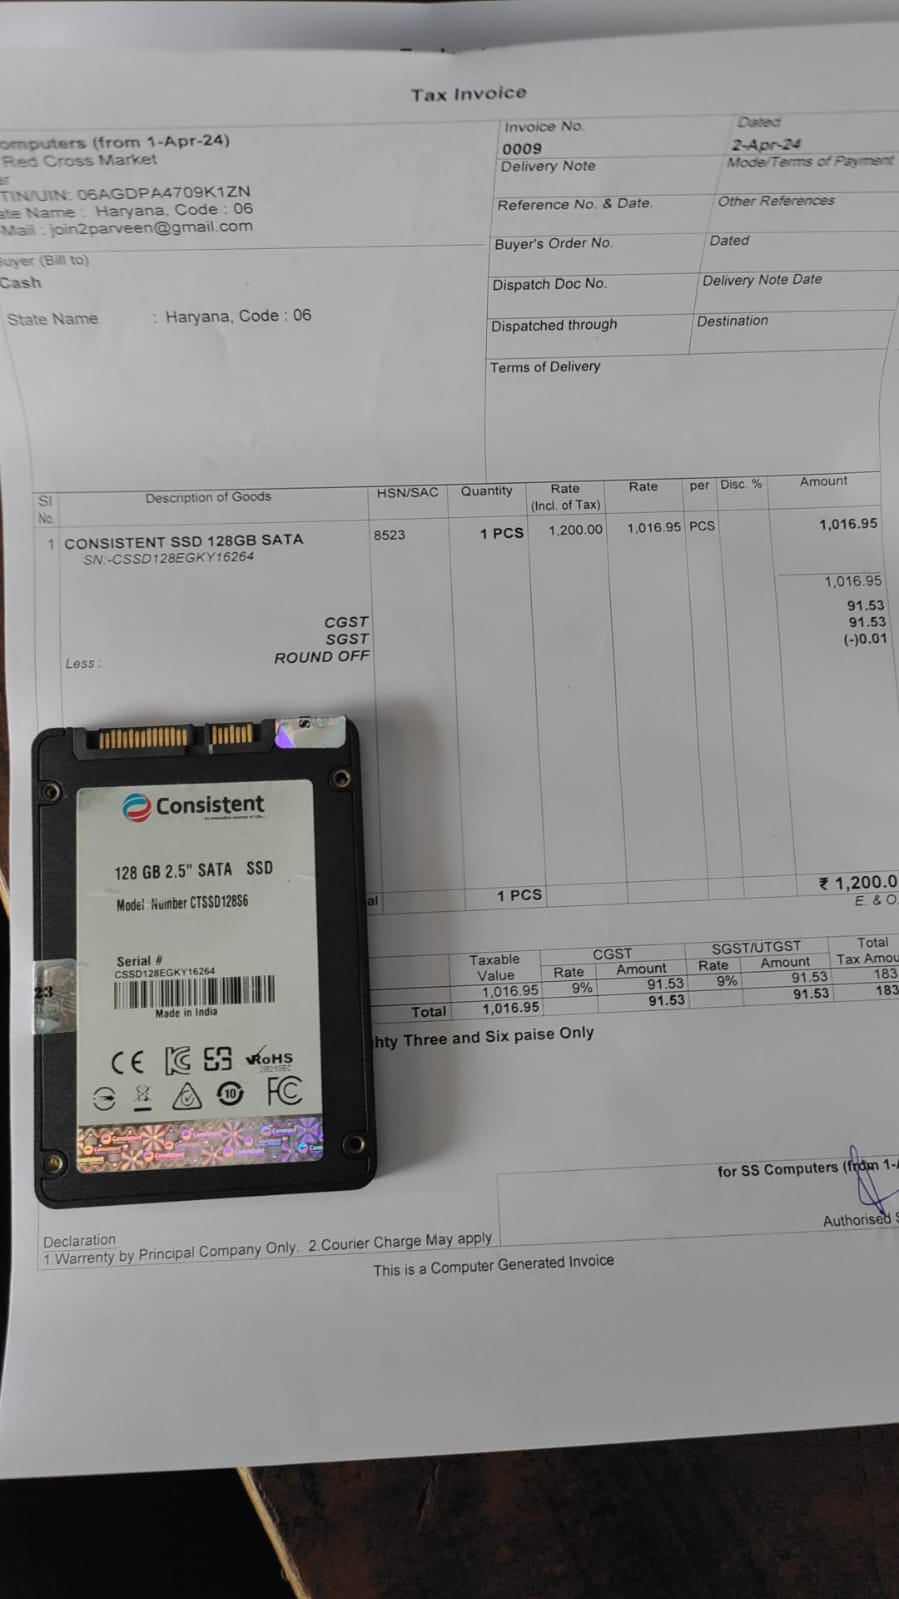 Tax Invoice
omputers (from 1-Apr-24)
Red Cross Market
ar
TIN/UIN: 06AGDPA4709K1ZN
ate Name : Haryana, Code : 06
-Mail : join2parveen@gmail.com
Buyer (Bill to)
Cash
State Name : Haryana, Code : 06
Invoice No. Dated
0009 2-Apr-24
Delivery Note Mode/Terms of Payment
Reference No. & Date. Other References
Buyer's Order No. Dated
Dispatch Doc No. Delivery Note Date
Dispatched through Destination
Terms of Delivery
Sl No. Description of Goods HSN/SAC Quantity Rate (Incl. of Tax) Rate per Disc. % Amount
1 CONSISTENT SSD 128GB SATA 8523 1 PCS 1,200.00 1,016.95 PCS 1,016.95
SN:-CSSD128EGKY16264
1,016.95
CGST 91.53
SGST 91.53
Less : ROUND OFF (-)0.01
al 1 PCS ₹ 1,200.0
E. & O.
Taxable Value CGST SGST/UTGST Total Tax Amou
Rate Amount Rate Amount
1,016.95 9% 91.53 9% 91.53 183
Total 1,016.95 91.53 91.53 183
hty Three and Six paise Only
for SS Computers (from 1-A
Authorised S
Declaration
1.Warrenty by Principal Company Only. 2.Courier Charge May apply
This is a Computer Generated Invoice
Consistent
128 GB 2.5" SATA SSD
Model Number CTSSD128S6
Serial #
CSSD128EGKY16264
Made in India
CE
RoHS
10
FC
23
Consistent